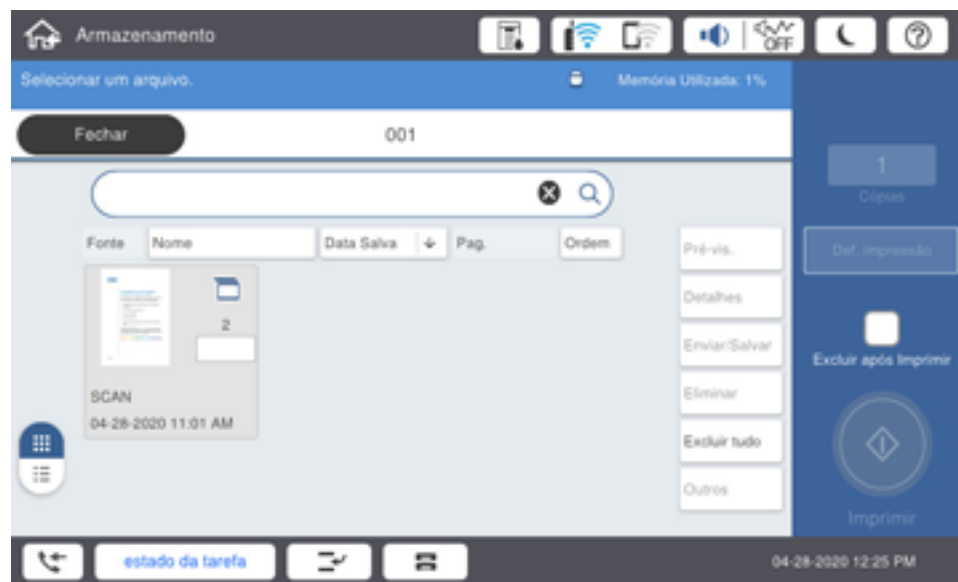 Armazenamento
OFF
Selecionar um arquivo.
Memória Utilizada: 1%
Fechar
001
1
Cópias
Fonte
Nome
Data Salva
Pag.
Ordem
Pré-vis.
Def. impressão
Detalhes
2
Enviar/Salvar
Excluir após Imprimir
SCAN
Eliminar
04-28-2020 11:01 AM
Excluir tudo
Outros
Imprimir
estado da tarefa
04-28-2020 12:25 PM